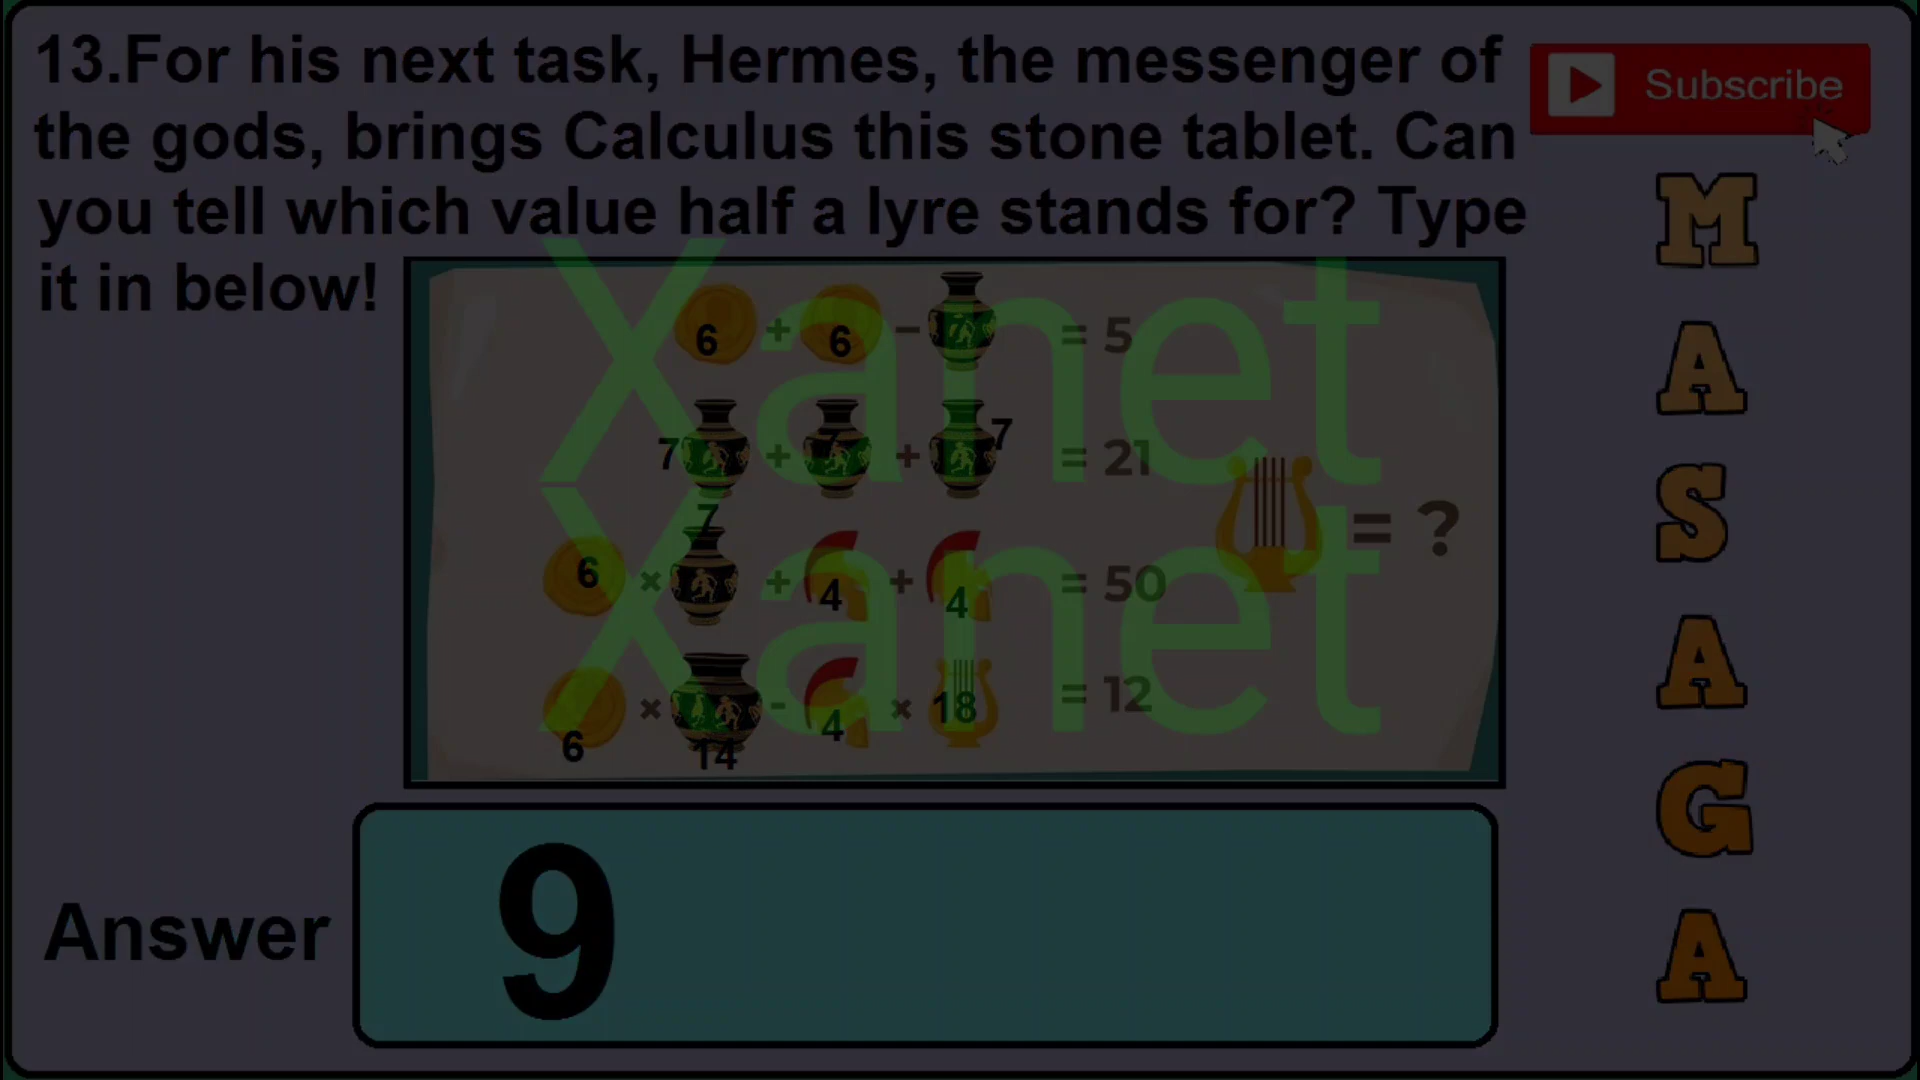 13.For his next task, Hermes, the messenger of
the gods, brings Calculus this stone tablet. Can
you tell which value half a lyre stands for? Type
it in below!
Subscribe
6 + 6 - = 5
7 + 7 + 7 = 21
6 × 7 + 4 + 4 = 50
6 × 14 - 4 × 18 = 12
= ?
Xanet
Xanet
Answer
9
M
A
S
A
G
A